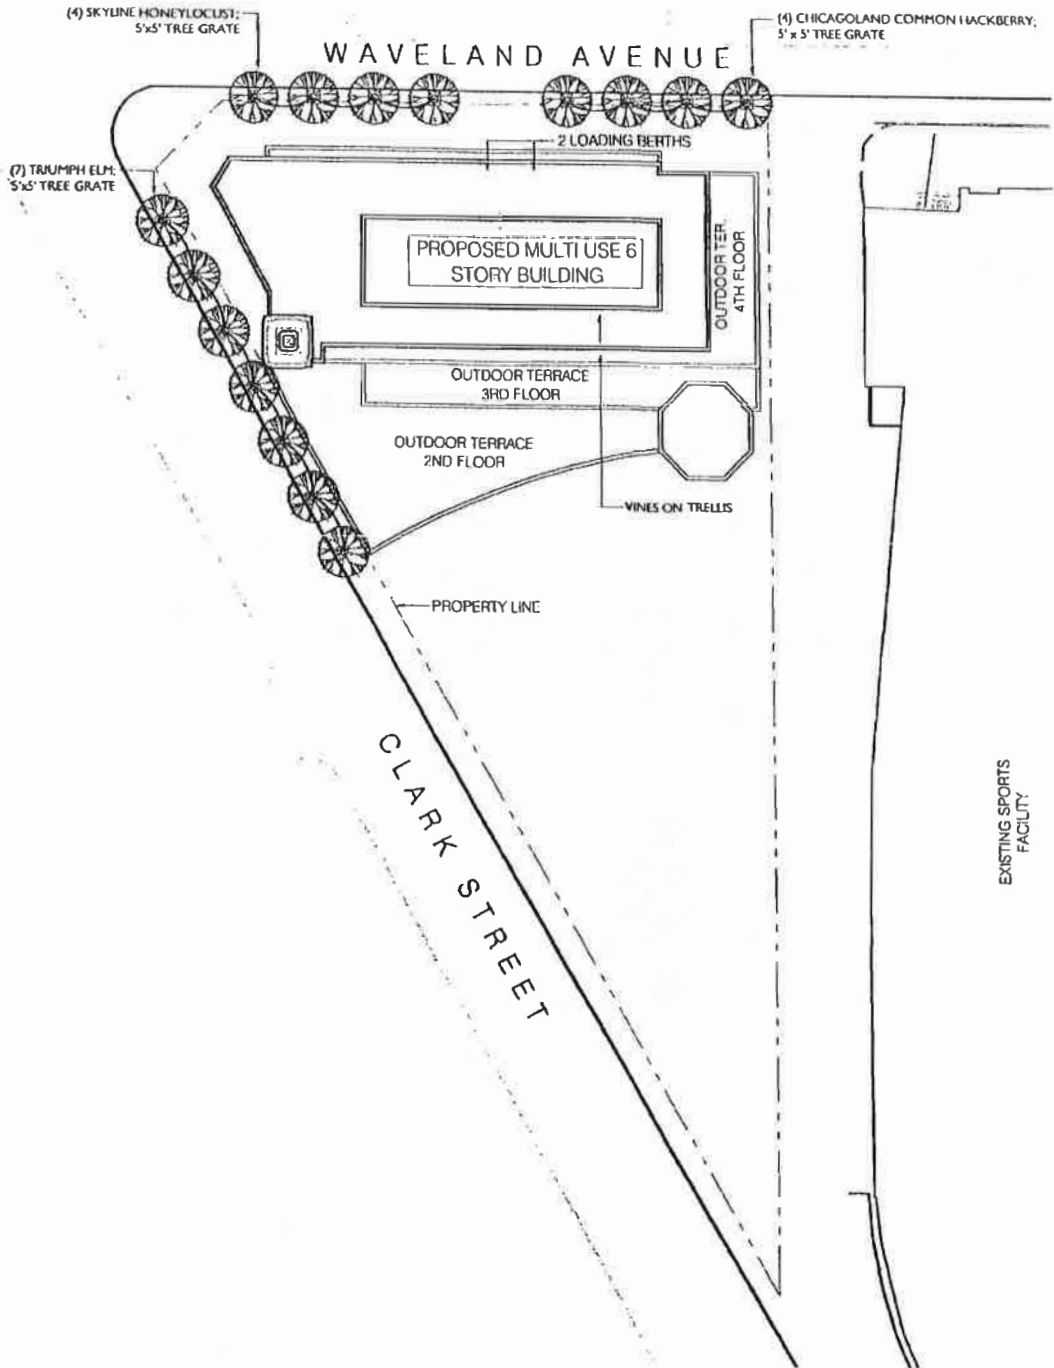 (4) SKYLINE HONEYLOCUST;
5'x5' TREE GRATE
(4) CHICAGOLAND COMMON HACKBERRY;
5' x 5' TREE GRATE
WAVELAND AVENUE
2 LOADING BERTHS
(7) TRIUMPH ELM;
5'x5' TREE GRATE
PROPOSED MULTI USE 6
STORY BUILDING
OUTDOOR TER.
4TH FLOOR
OUTDOOR TERRACE
3RD FLOOR
OUTDOOR TERRACE
2ND FLOOR
VINES ON TRELLIS
PROPERTY LINE
CLARK STREET
EXISTING SPORTS
FACILITY